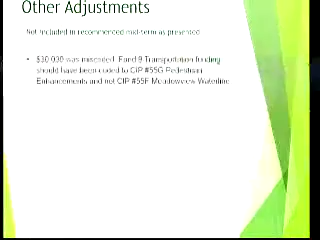 Other Adjustments
Not included in recommended mid-term as presented
• $30,000 was miscoded. Fund 9 Transportation funding
should have been coded to CIP #55G Pedestrian
Enhancements and not CIP #55F Meadowview Waterline